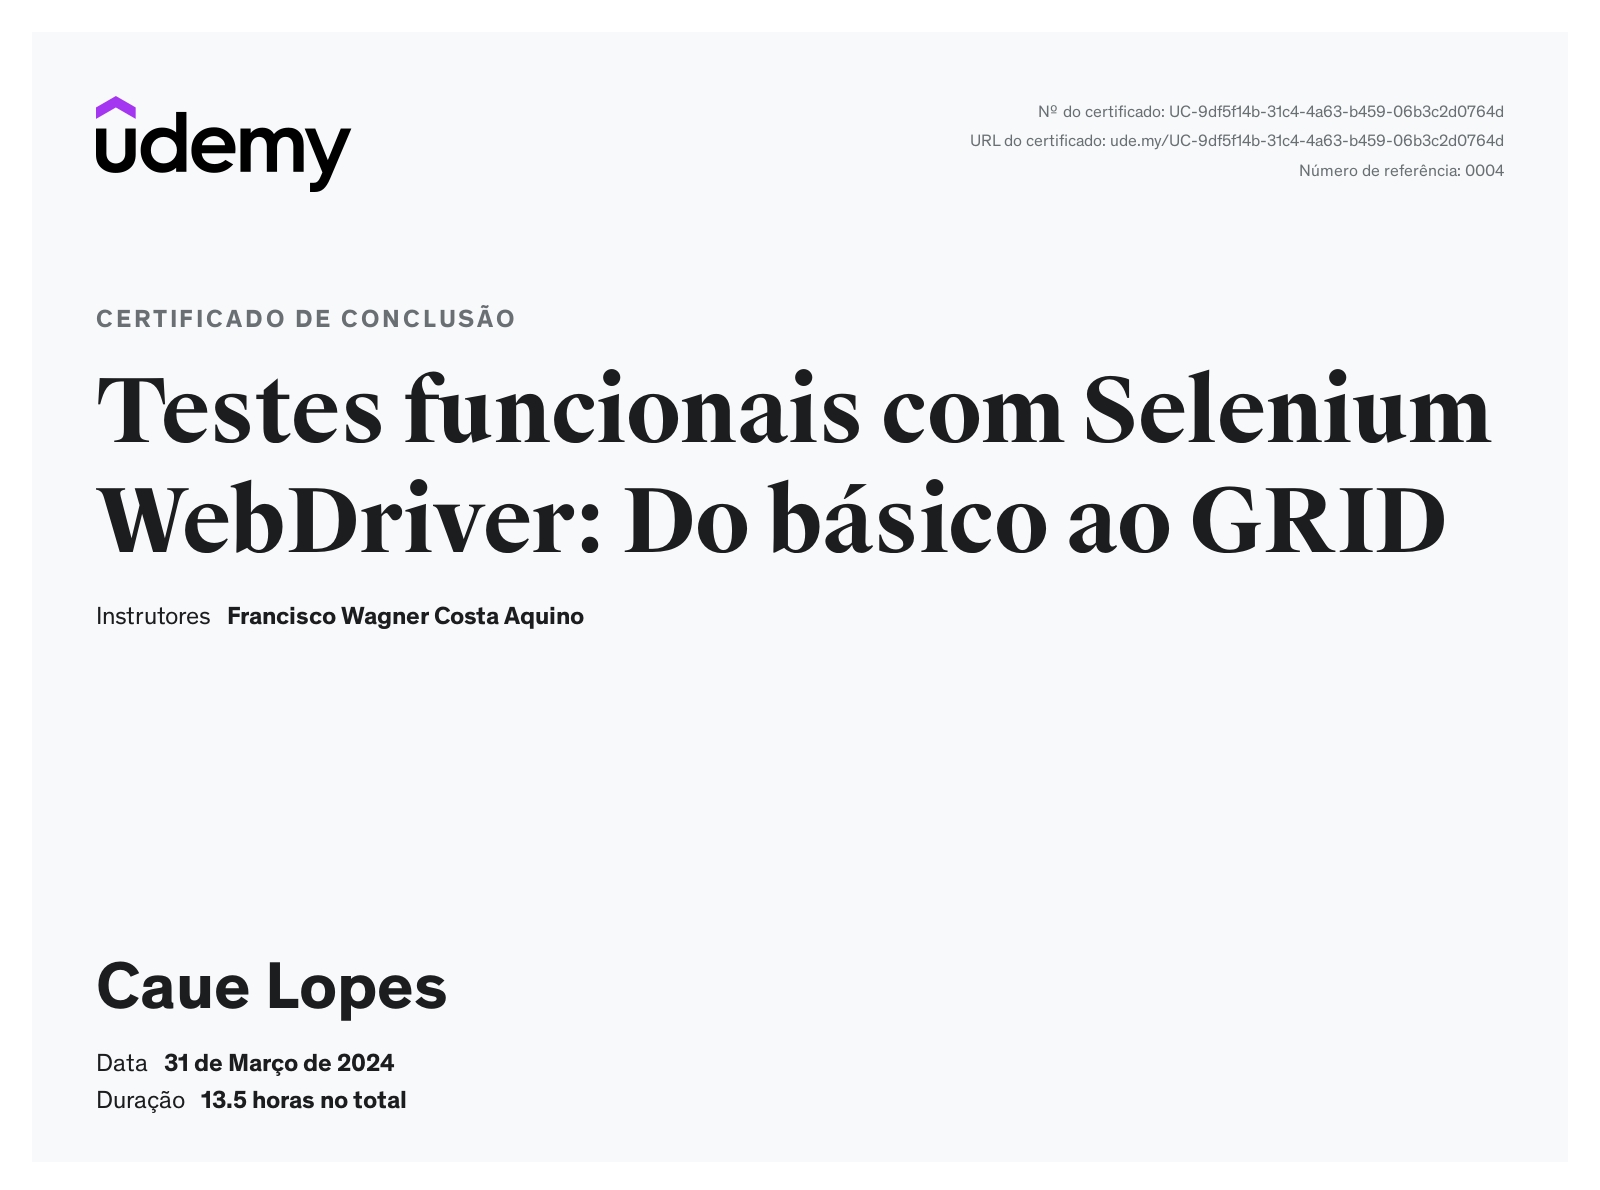 udemy
Nº do certificado: UC-9df5f14b-31c4-4a63-b459-06b3c2d0764d
URL do certificado: ude.my/UC-9df5f14b-31c4-4a63-b459-06b3c2d0764d
Número de referência: 0004
CERTIFICADO DE CONCLUSÃO
Testes funcionais com Selenium
WebDriver: Do básico ao GRID
Instrutores Francisco Wagner Costa Aquino
Caue Lopes
Data 31 de Março de 2024
Duração 13.5 horas no total